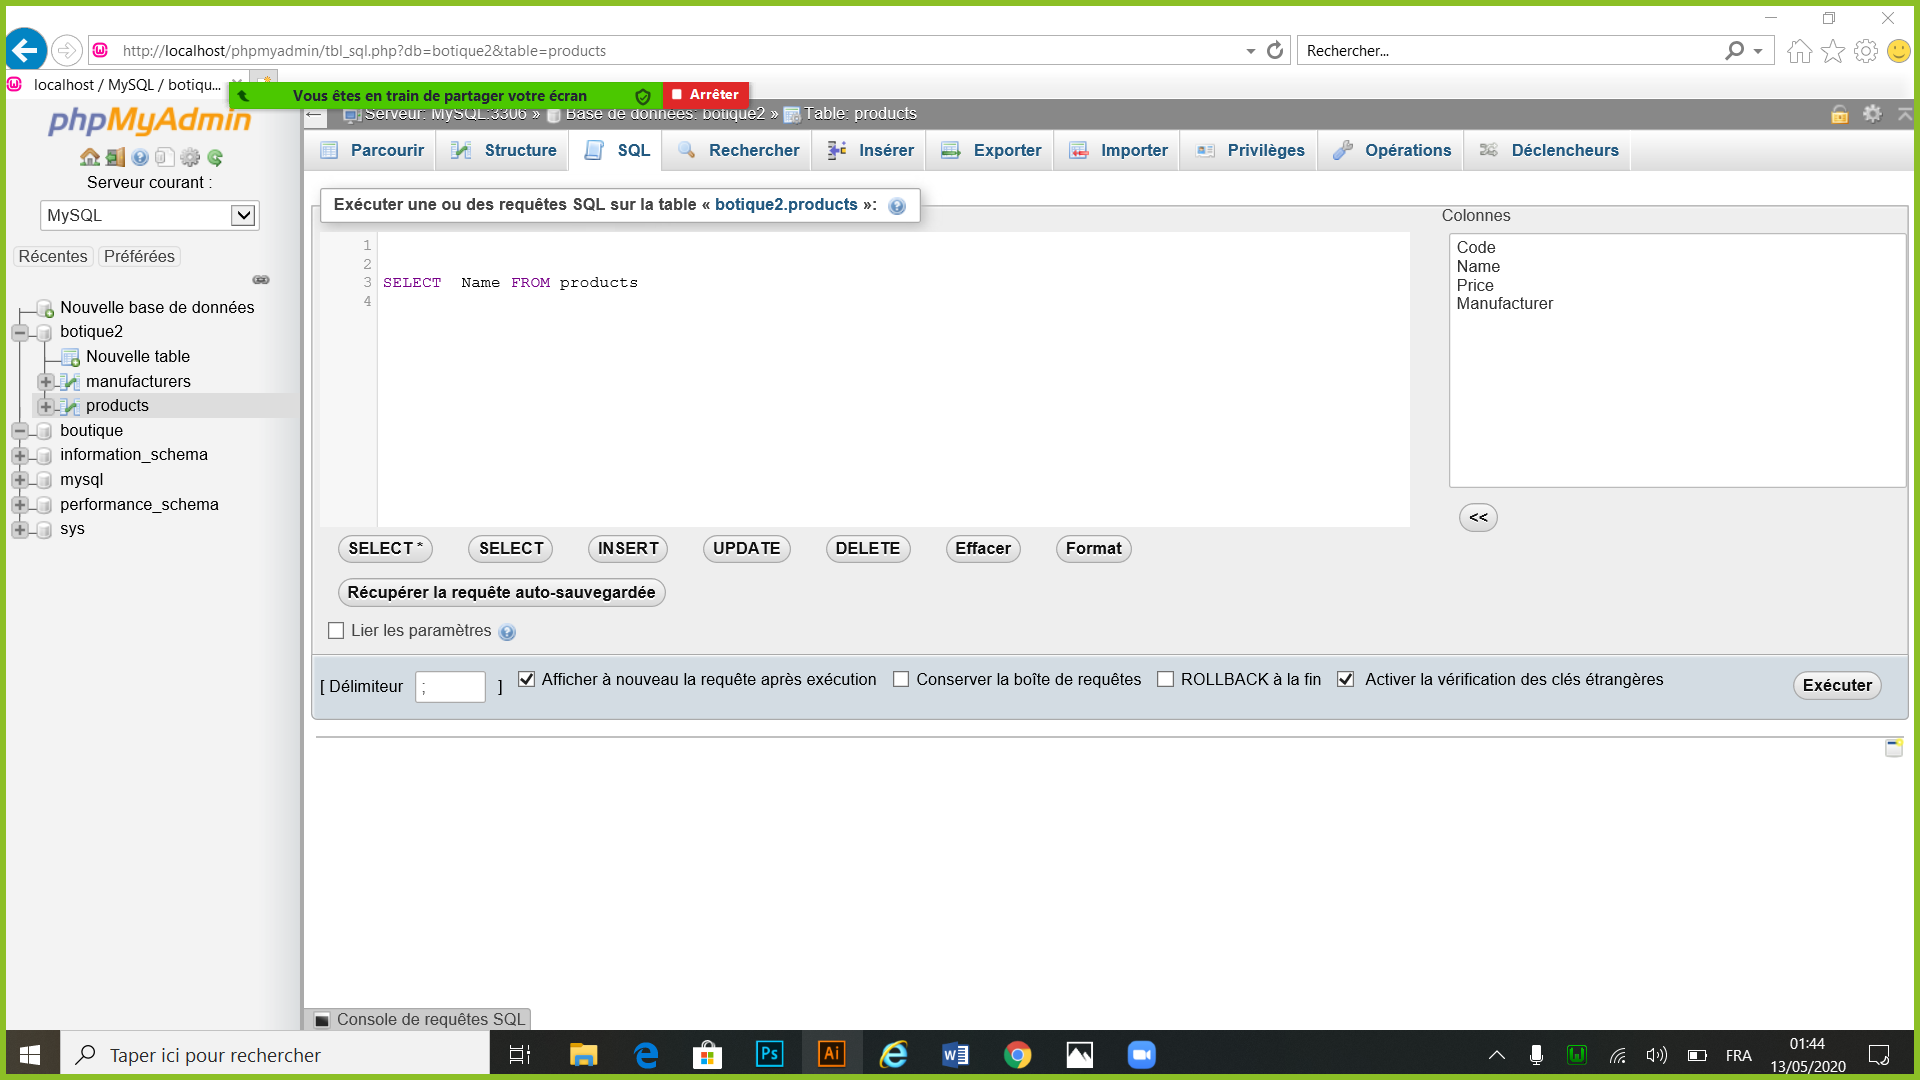 http://localhost/phpmyadmin/tbl_sql.php?db=botique2&table=products
Rechercher...
localhost / MySQL / botiqu...
Vous êtes en train de partager votre écran
Arrêter
phpMyAdmin
Serveur: MySQL:3306 » Base de données: botique2 » Table: products
Parcourir Structure SQL Rechercher Insérer Exporter Importer Privilèges Opérations Déclencheurs
Serveur courant :
MySQL
Récentes Préférées
Nouvelle base de données
botique2
Nouvelle table
manufacturers
products
boutique
information_schema
mysql
performance_schema
sys
Exécuter une ou des requêtes SQL sur la table « botique2.products »:
1
2
3 SELECT  Name FROM products
4
Colonnes
Code
Name
Price
Manufacturer
<<
SELECT * SELECT INSERT UPDATE DELETE Effacer Format
Récupérer la requête auto-sauvegardée
Lier les paramètres
[ Délimiteur ; ] Afficher à nouveau la requête après exécution Conserver la boîte de requêtes ROLLBACK à la fin Activer la vérification des clés étrangères Exécuter
Console de requêtes SQL
Taper ici pour rechercher
Ps
Ai
FRA
01:44
13/05/2020